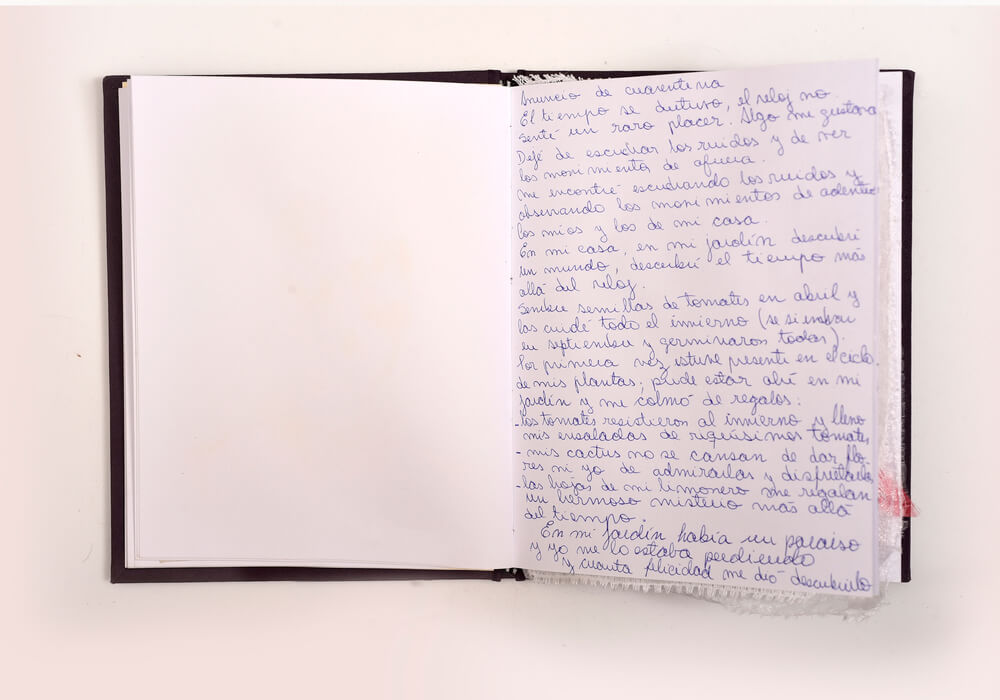 Anuncio de cuarentena
El tiempo se detuvo, el reloj no.
Sentí un raro placer. Algo me gustaba
Dejé de escuchar los ruidos y de ver
los movimientos de afuera.
me encontré escuchando los ruidos y
observando los movimientos de adentro
los mios y los de mi casa.
En mi casa, en mi jardín descubrí
un mundo, descubrí el tiempo más
allá del reloj.
Sembré semillas de tomates en abril y
las cuidé todo el invierno (se siembran
en septiembre y germinaron todas).
Por primera vez estuve presente en el ciclo
de mis plantas; pude estar ahí en mi
jardín y me colmó de regalos:
-los tomates resistieron al invierno y lleno
mis ensaladas de riquísimos tomates,
-mis cactus no se cansan de dar flo-
res ni yo de admirarlas y disfrutarlas
-las hojas de mi limonero me regalan
un hermoso misterio más allá
del tiempo.
En mi jardín había un paraiso
y yo me lo estaba perdiendo
y cuanta felicidad me dió descubrirlo